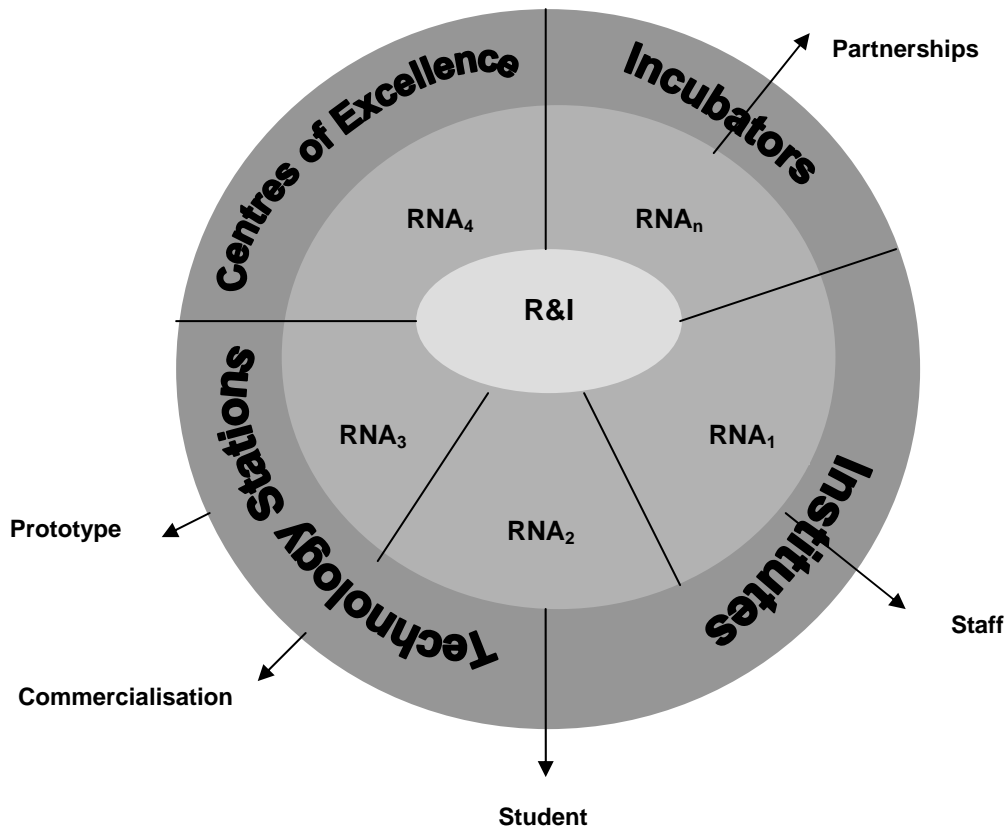 Partnerships
Incubators
Centres of Excellence
RNA₄
RNAₙ
R&I
RNA₃
RNA₁
RNA₂
Technology Stations
Institutes
Prototype
Staff
Commercialisation
Student